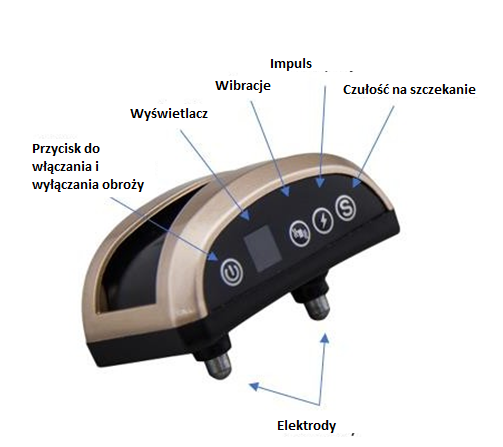 Impuls
Wibracje
Czułość na szczekanie
Wyświetlacz
Przycisk do
włączania i
wyłączania obroży
S
Elektrody